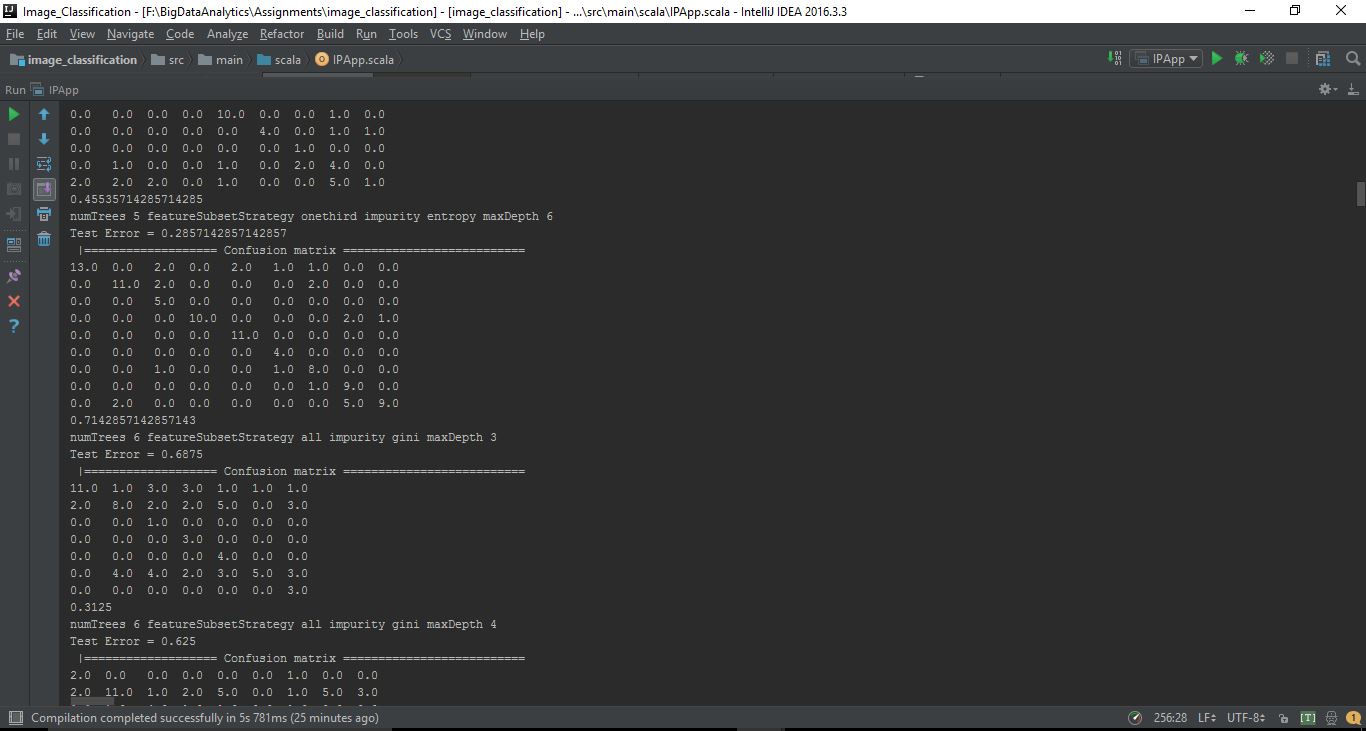 Image_Classification - [F:\BigDataAnalytics\Assignments\image_classification] - [image_classification] - ...\src\main\scala\IPApp.scala - IntelliJ IDEA 2016.3.3
File Edit View Navigate Code Analyze Refactor Build Run Tools VCS Window Help
image_classification src main scala IPApp.scala IPApp
Run IPApp
0.0 0.0 0.0 0.0 10.0 0.0 0.0 1.0 0.0
0.0 0.0 0.0 0.0 0.0 4.0 0.0 1.0 1.0
0.0 0.0 0.0 0.0 0.0 0.0 1.0 0.0 0.0
0.0 1.0 0.0 0.0 1.0 0.0 2.0 4.0 0.0
2.0 2.0 2.0 0.0 1.0 0.0 0.0 5.0 1.0
0.45535714285714285
numTrees 5 featureSubsetStrategy onethird impurity entropy maxDepth 6
Test Error = 0.2857142857142857
|=================== Confusion matrix ==========================
13.0 0.0 2.0 0.0 2.0 1.0 1.0 0.0 0.0
0.0 11.0 2.0 0.0 0.0 0.0 2.0 0.0 0.0
0.0 0.0 5.0 0.0 0.0 0.0 0.0 0.0 0.0
0.0 0.0 0.0 10.0 0.0 0.0 0.0 2.0 1.0
0.0 0.0 0.0 0.0 11.0 0.0 0.0 0.0 0.0
0.0 0.0 0.0 0.0 0.0 4.0 0.0 0.0 0.0
0.0 0.0 1.0 0.0 0.0 1.0 8.0 0.0 0.0
0.0 0.0 0.0 0.0 0.0 0.0 1.0 9.0 0.0
0.0 2.0 0.0 0.0 0.0 0.0 0.0 5.0 9.0
0.7142857142857143
numTrees 6 featureSubsetStrategy all impurity gini maxDepth 3
Test Error = 0.6875
|=================== Confusion matrix ==========================
11.0 1.0 3.0 3.0 1.0 1.0 1.0
2.0 8.0 2.0 2.0 5.0 0.0 3.0
0.0 0.0 1.0 0.0 0.0 0.0 0.0
0.0 0.0 0.0 3.0 0.0 0.0 0.0
0.0 0.0 0.0 0.0 4.0 0.0 0.0
0.0 4.0 4.0 2.0 3.0 5.0 3.0
0.0 0.0 0.0 0.0 0.0 0.0 3.0
0.3125
numTrees 6 featureSubsetStrategy all impurity gini maxDepth 4
Test Error = 0.625
|=================== Confusion matrix ==========================
2.0 0.0 0.0 0.0 0.0 0.0 1.0 0.0 0.0
2.0 11.0 1.0 2.0 5.0 0.0 1.0 5.0 3.0
Compilation completed successfully in 5s 781ms (25 minutes ago) 256:28 LF UTF-8 [T] 1